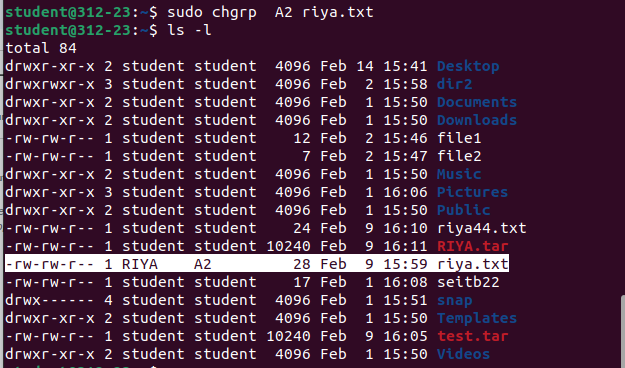 student@312-23:~$ sudo chgrp  A2 riya.txt
student@312-23:~$ ls -l
total 84
drwxr-xr-x 2 student student  4096 Feb 14 15:41 Desktop
drwxrwxr-x 3 student student  4096 Feb  2 15:58 dir2
drwxr-xr-x 2 student student  4096 Feb  1 15:50 Documents
drwxr-xr-x 2 student student  4096 Feb  1 15:50 Downloads
-rw-rw-r-- 1 student student    12 Feb  2 15:46 file1
-rw-rw-r-- 1 student student     7 Feb  2 15:47 file2
drwxr-xr-x 2 student student  4096 Feb  1 15:50 Music
drwxr-xr-x 3 student student  4096 Feb  1 16:06 Pictures
drwxr-xr-x 2 student student  4096 Feb  1 15:50 Public
-rw-rw-r-- 1 student student    24 Feb  9 16:10 riya44.txt
-rw-rw-r-- 1 student student 10240 Feb  9 16:11 RIYA.tar
-rw-rw-r-- 1 RIYA    A2         28 Feb  9 15:59 riya.txt
-rw-rw-r-- 1 student student    17 Feb  1 16:08 seitb22
drwx------ 4 student student  4096 Feb  1 15:51 snap
drwxr-xr-x 2 student student  4096 Feb  1 15:50 Templates
-rw-rw-r-- 1 student student 10240 Feb  9 16:05 test.tar
drwxr-xr-x 2 student student  4096 Feb  1 15:50 Videos